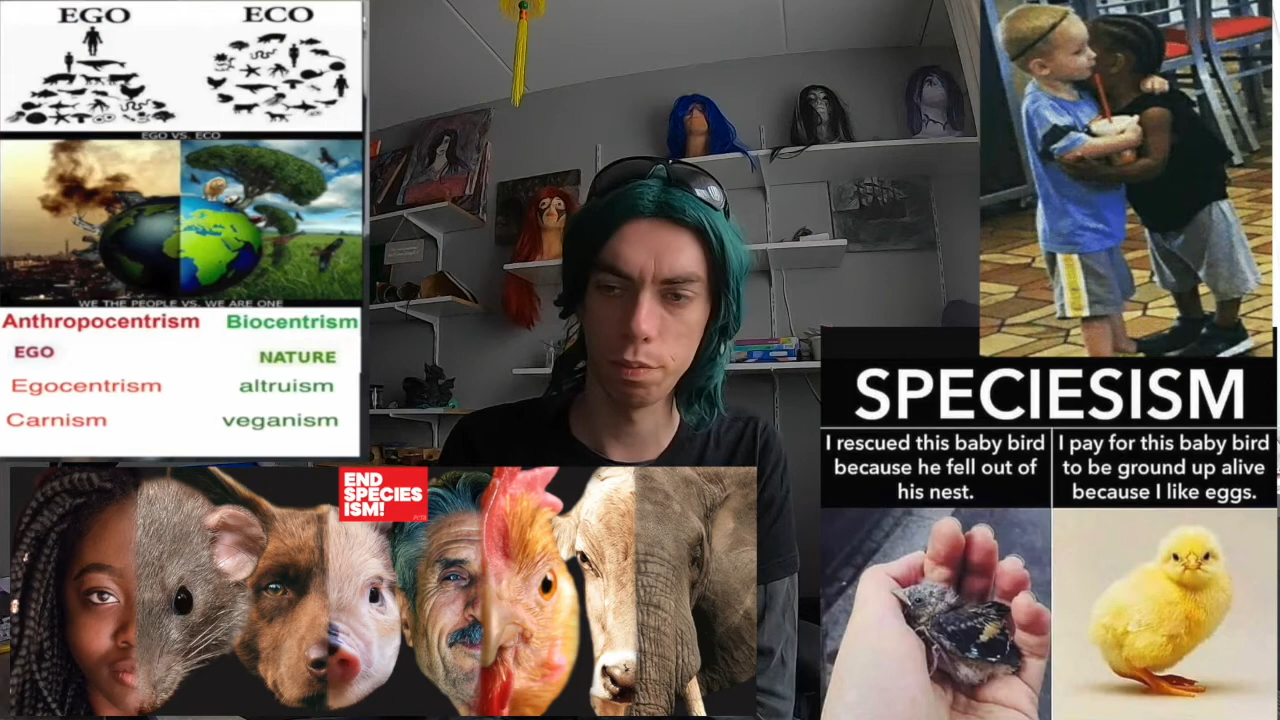 EGO ECO
EGO VS. ECO
WE THE PEOPLE VS. WE ARE ONE
Anthropocentrism Biocentrism
EGO NATURE
Egocentrism altruism
Carnism veganism
END
SPECIES
ISM!
PETA
SPECIESISM
I rescued this baby bird
because he fell out of
his nest.
I pay for this baby bird
to be ground up alive
because I like eggs.